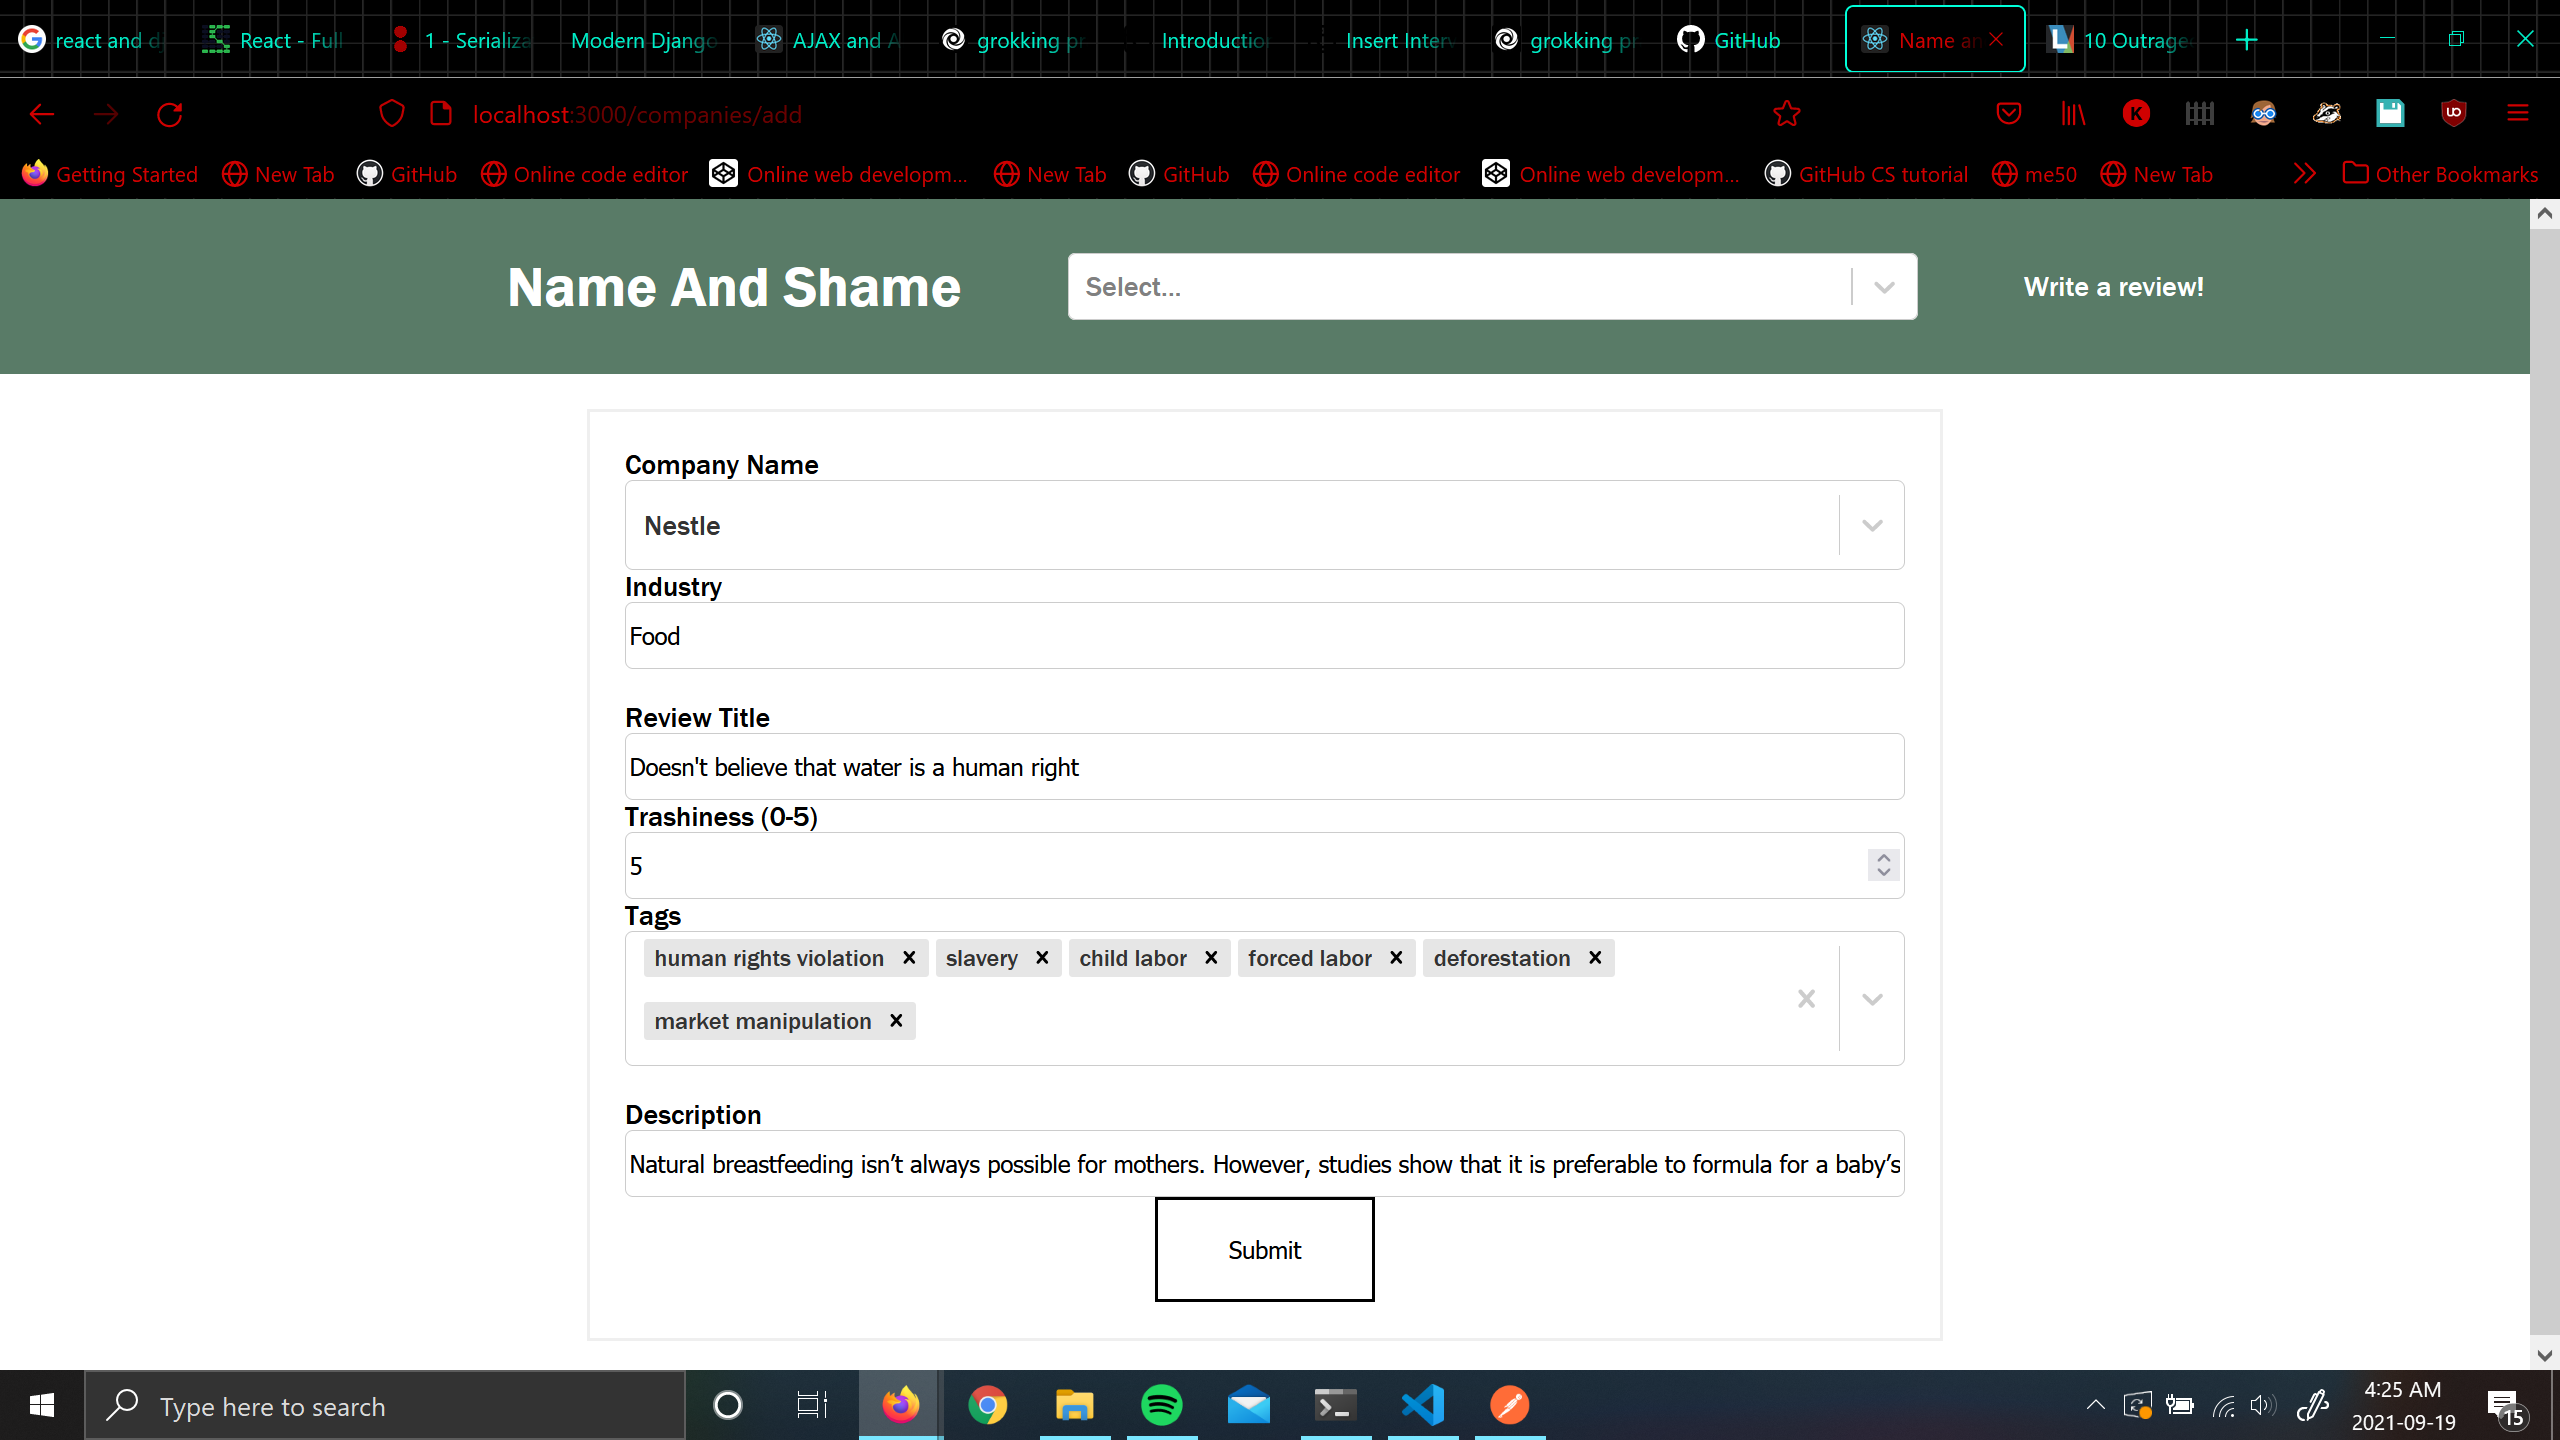 react and d
React - Full
1 - Serializa
Modern Django
AJAX and A
grokking pr
Introductio
Insert Interv
grokking pr
GitHub
Name an
10 Outrage
localhost:3000/companies/add
Getting Started
New Tab
GitHub
Online code editor
Online web developm...
New Tab
GitHub
Online code editor
Online web developm...
GitHub CS tutorial
me50
New Tab
Other Bookmarks
Name And Shame
Select...
Write a review!
Company Name
Nestle
Industry
Food
Review Title
Doesn't believe that water is a human right
Trashiness (0-5)
5
Tags
human rights violation
slavery
child labor
forced labor
deforestation
market manipulation
Description
Natural breastfeeding isn’t always possible for mothers. However, studies show that it is preferable to formula for a baby’s
Submit
Type here to search
4:25 AM
2021-09-19
15